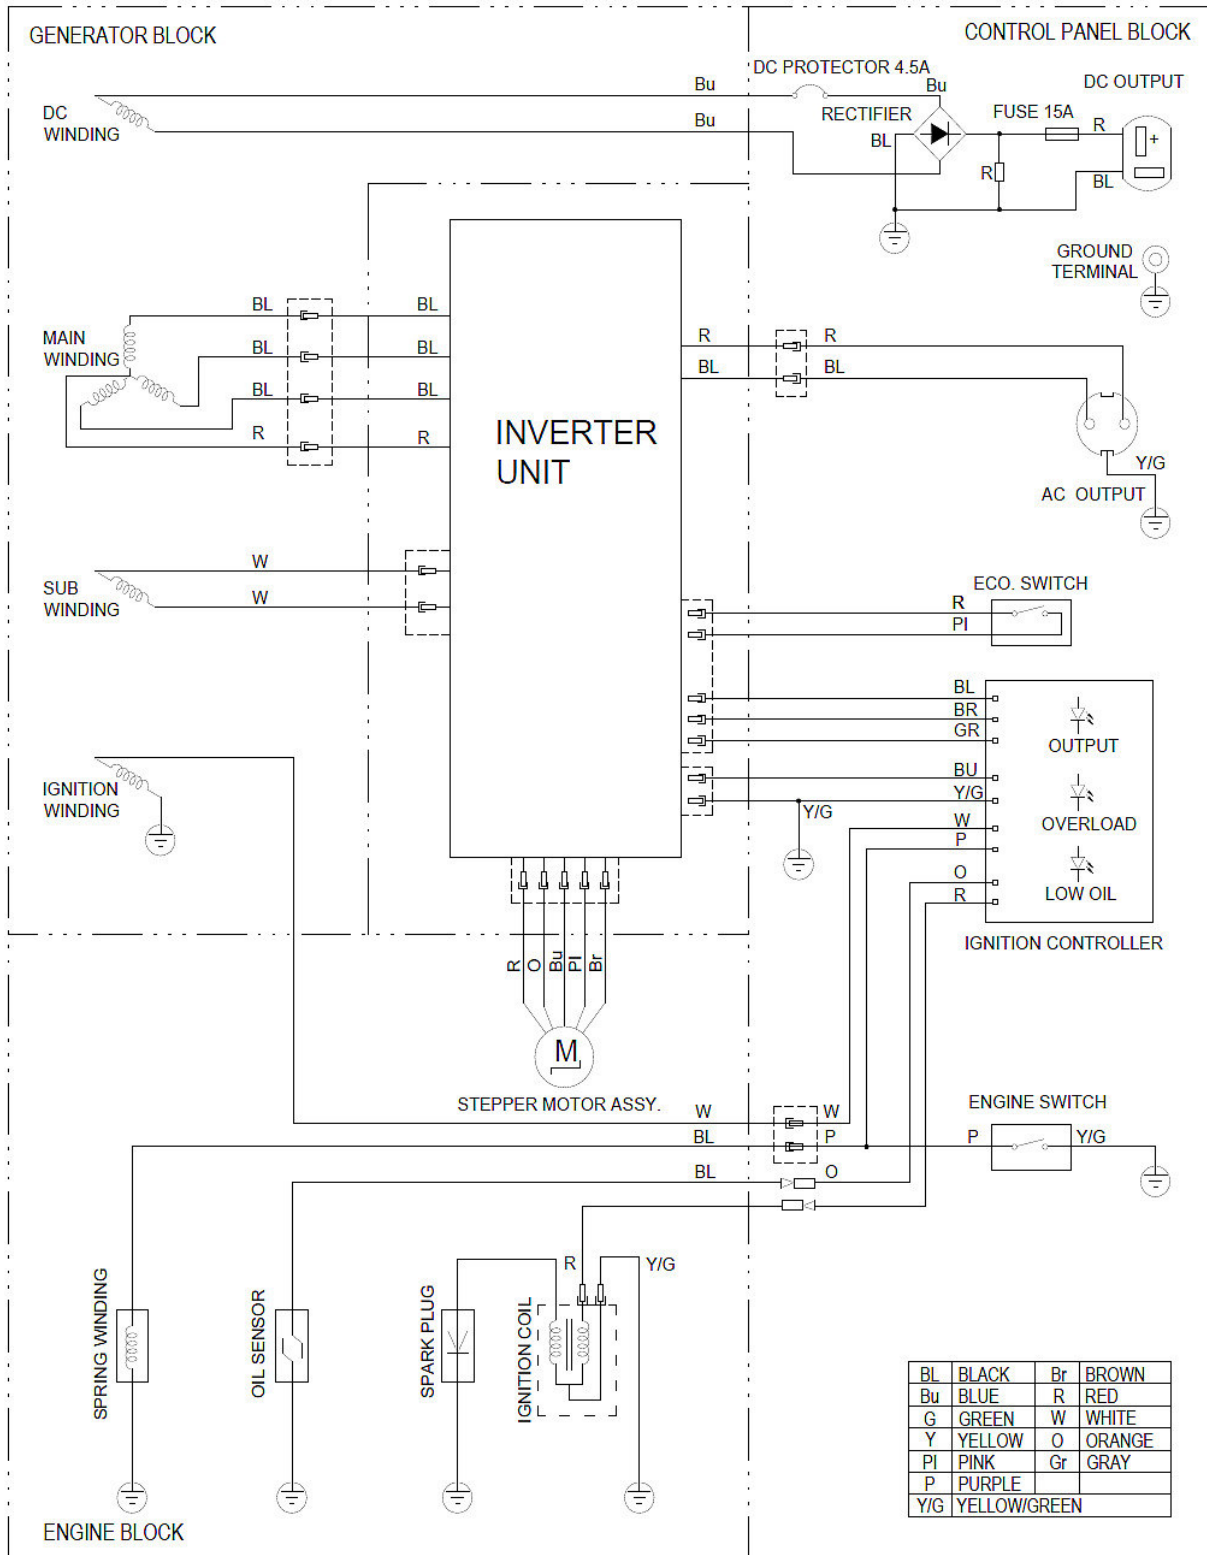 GENERATOR BLOCK
CONTROL PANEL BLOCK
DC PROTECTOR 4.5A
DC OUTPUT
Bu
Bu
DC
WINDING
Bu
RECTIFIER
FUSE 15A
BL
R
+
R
BL
GROUND
TERMINAL
MAIN
WINDING
BL
BL
BL
BL
BL
BL
R
R
INVERTER
UNIT
R
R
BL
BL
Y/G
AC OUTPUT
SUB
WINDING
W
W
ECO. SWITCH
R
PI
BL
BR
GR
OUTPUT
IGNITION
WINDING
BU
Y/G
Y/G
OVERLOAD
W
P
O
R
LOW OIL
IGNITION CONTROLLER
R
O
Bu
PI
Br
M
STEPPER MOTOR ASSY.
W
W
BL
P
ENGINE SWITCH
P
Y/G
BL
O
R
Y/G
SPRING WINDING
OIL SENSOR
SPARK PLUG
IGNITION COIL
BL BLACK Br BROWN
Bu BLUE R RED
G GREEN W WHITE
Y YELLOW O ORANGE
PI PINK Gr GRAY
P PURPLE
Y/G YELLOW/GREEN
ENGINE BLOCK